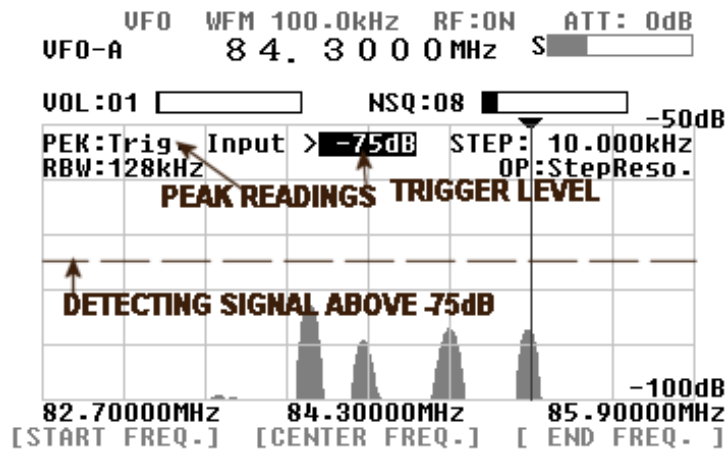 VFO WFM 100.0kHz RF:ON ATT: 0dB
VFO-A 84.3000MHz S
VOL:01 NSQ:08
-50dB
PEK:Trig. Input > -75dB STEP: 10.000kHz
RBW:128kHz OP:StepReso.
PEAK READINGS TRIGGER LEVEL
DETECTING SIGNAL ABOVE -75dB
-100dB
82.70000MHz 84.30000MHz 85.90000MHz
[START FREQ.] [CENTER FREQ.] [ END FREQ. ]